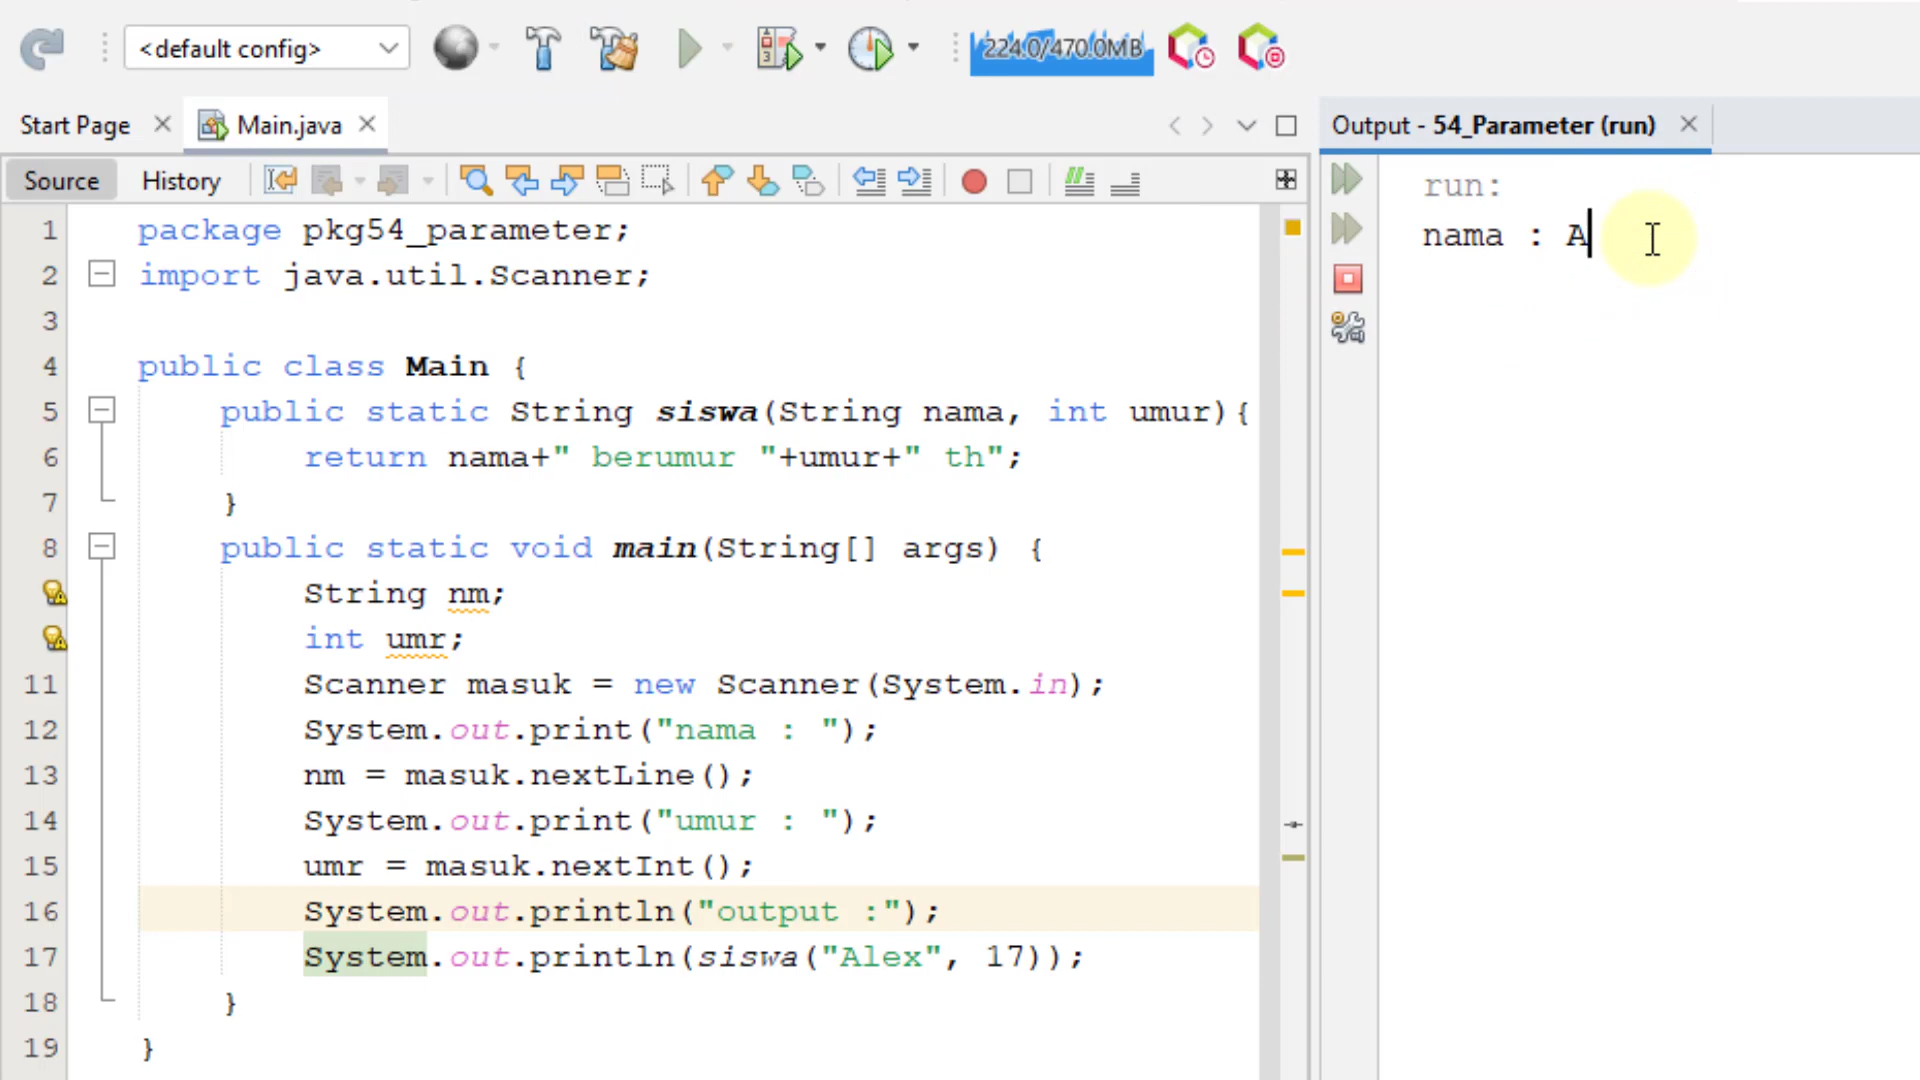 <default config>
224.0/470.0MB
Start Page
Main.java
Output - 54_Parameter (run)
Source
History
1 package pkg54_parameter;
2 import java.util.Scanner;
3
4 public class Main {
5 public static String siswa(String nama, int umur){
6 return nama+" berumur "+umur+" th";
7 }
8 public static void main(String[] args) {
String nm;
int umr;
11 Scanner masuk = new Scanner(System.in);
12 System.out.print("nama : ");
13 nm = masuk.nextLine();
14 System.out.print("umur : ");
15 umr = masuk.nextInt();
16 System.out.println("output :");
17 System.out.println(siswa("Alex", 17));
18 }
19 }
run:
nama : A